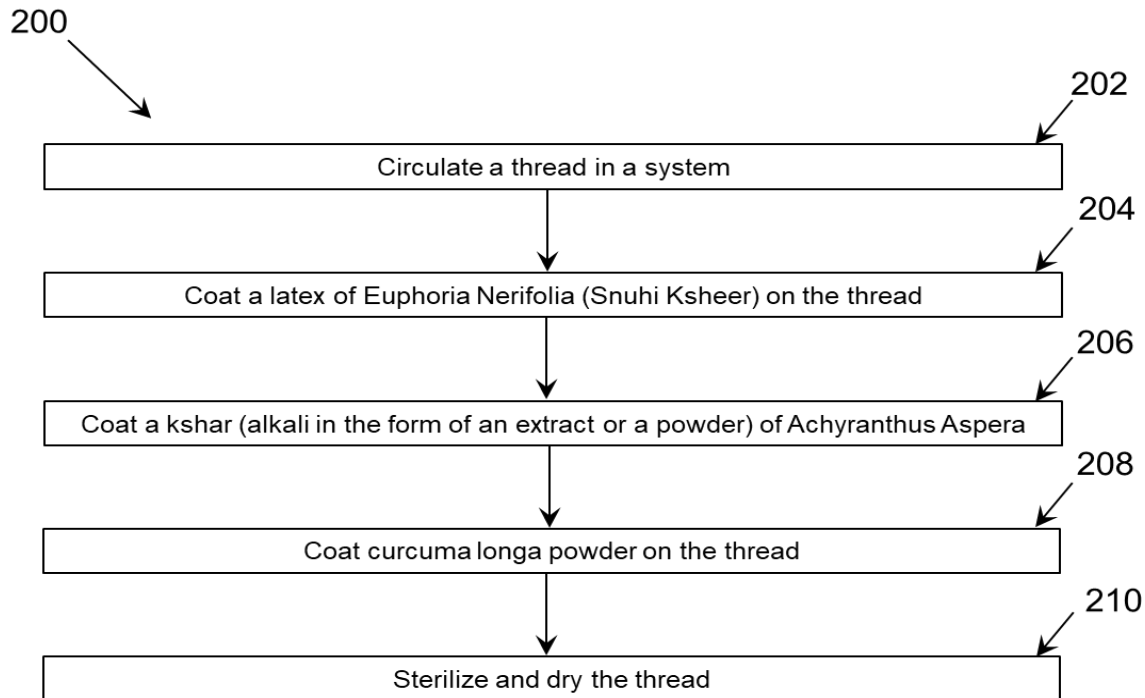 200
202
Circulate a thread in a system
204
Coat a latex of Euphoria Nerifolia (Snuhi Ksheer) on the thread
206
Coat a kshar (alkali in the form of an extract or a powder) of Achyranthus Aspera
208
Coat curcuma longa powder on the thread
210
Sterilize and dry the thread